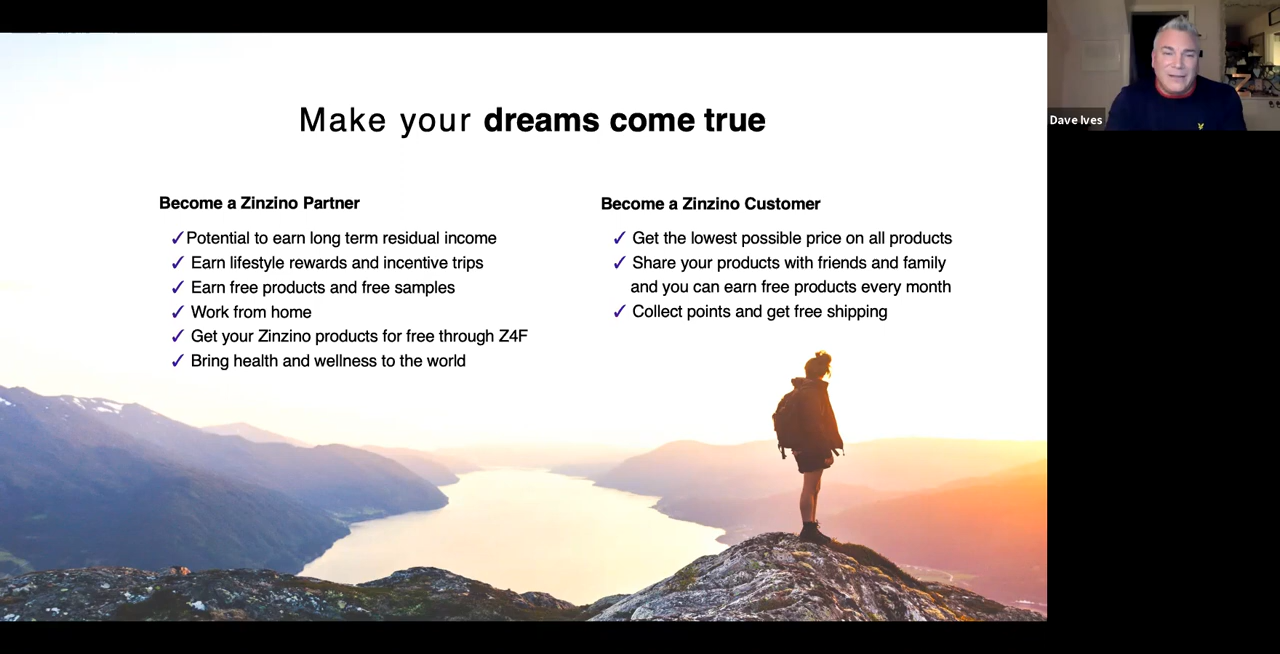 Make your dreams come true
Become a Zinzino Partner
✓Potential to earn long term residual income
✓ Earn lifestyle rewards and incentive trips
✓ Earn free products and free samples
✓ Work from home
✓ Get your Zinzino products for free through Z4F
✓ Bring health and wellness to the world
Become a Zinzino Customer
✓ Get the lowest possible price on all products
✓ Share your products with friends and family
and you can earn free products every month
✓ Collect points and get free shipping
Dave Ives